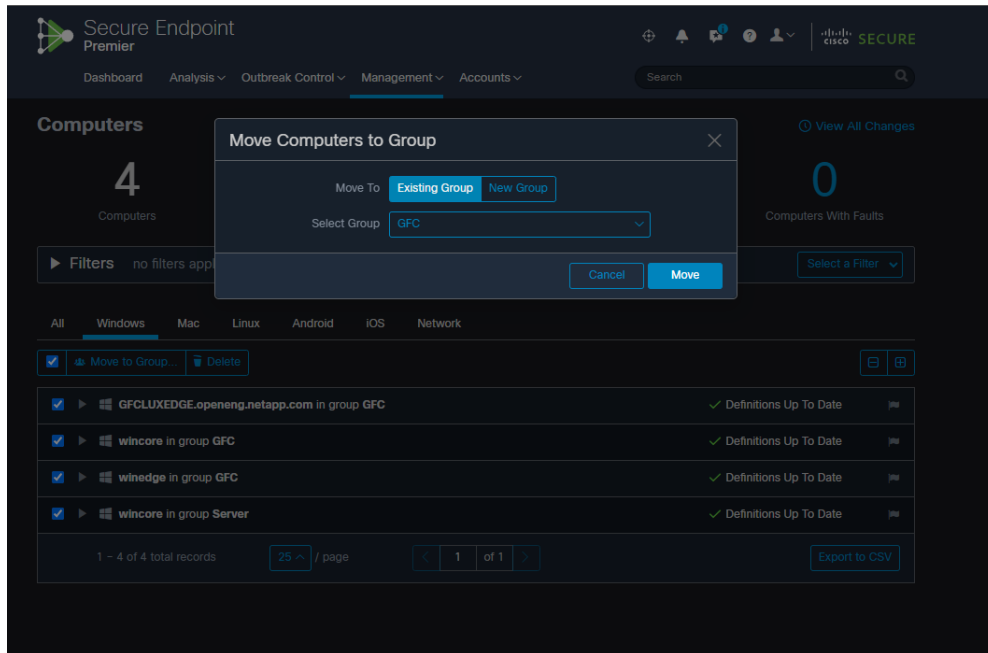 Secure Endpoint
Premier
cisco SECURE
Dashboard Analysis Outbreak Control Management Accounts
Search
Computers
View All Changes
4
Computers
0
Computers With Faults
Move Computers to Group
Move To Existing Group New Group
Select Group GFC
Cancel Move
Filters no filters appl
Select a Filter
All Windows Mac Linux Android iOS Network
Move to Group... Delete
GFCLUXEDGE.openeng.netapp.com in group GFC Definitions Up To Date
wincore in group GFC Definitions Up To Date
winedge in group GFC Definitions Up To Date
wincore in group Server Definitions Up To Date
1 – 4 of 4 total records 25 / page 1 of 1 Export to CSV